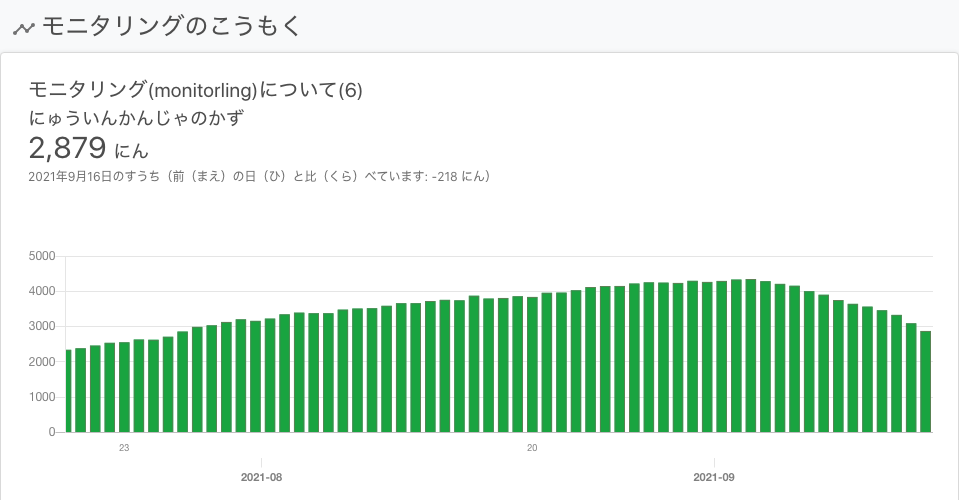 モニタリングのこうもく
モニタリング(monitorling)について(6)
にゅういんかんじゃのかず
2,879 にん
2021年9月16日のすうち（前（まえ）の日（ひ）と比（くら）べています: -218 にん）
5000
4000
3000
2000
1000
0
23
20
2021-08
2021-09